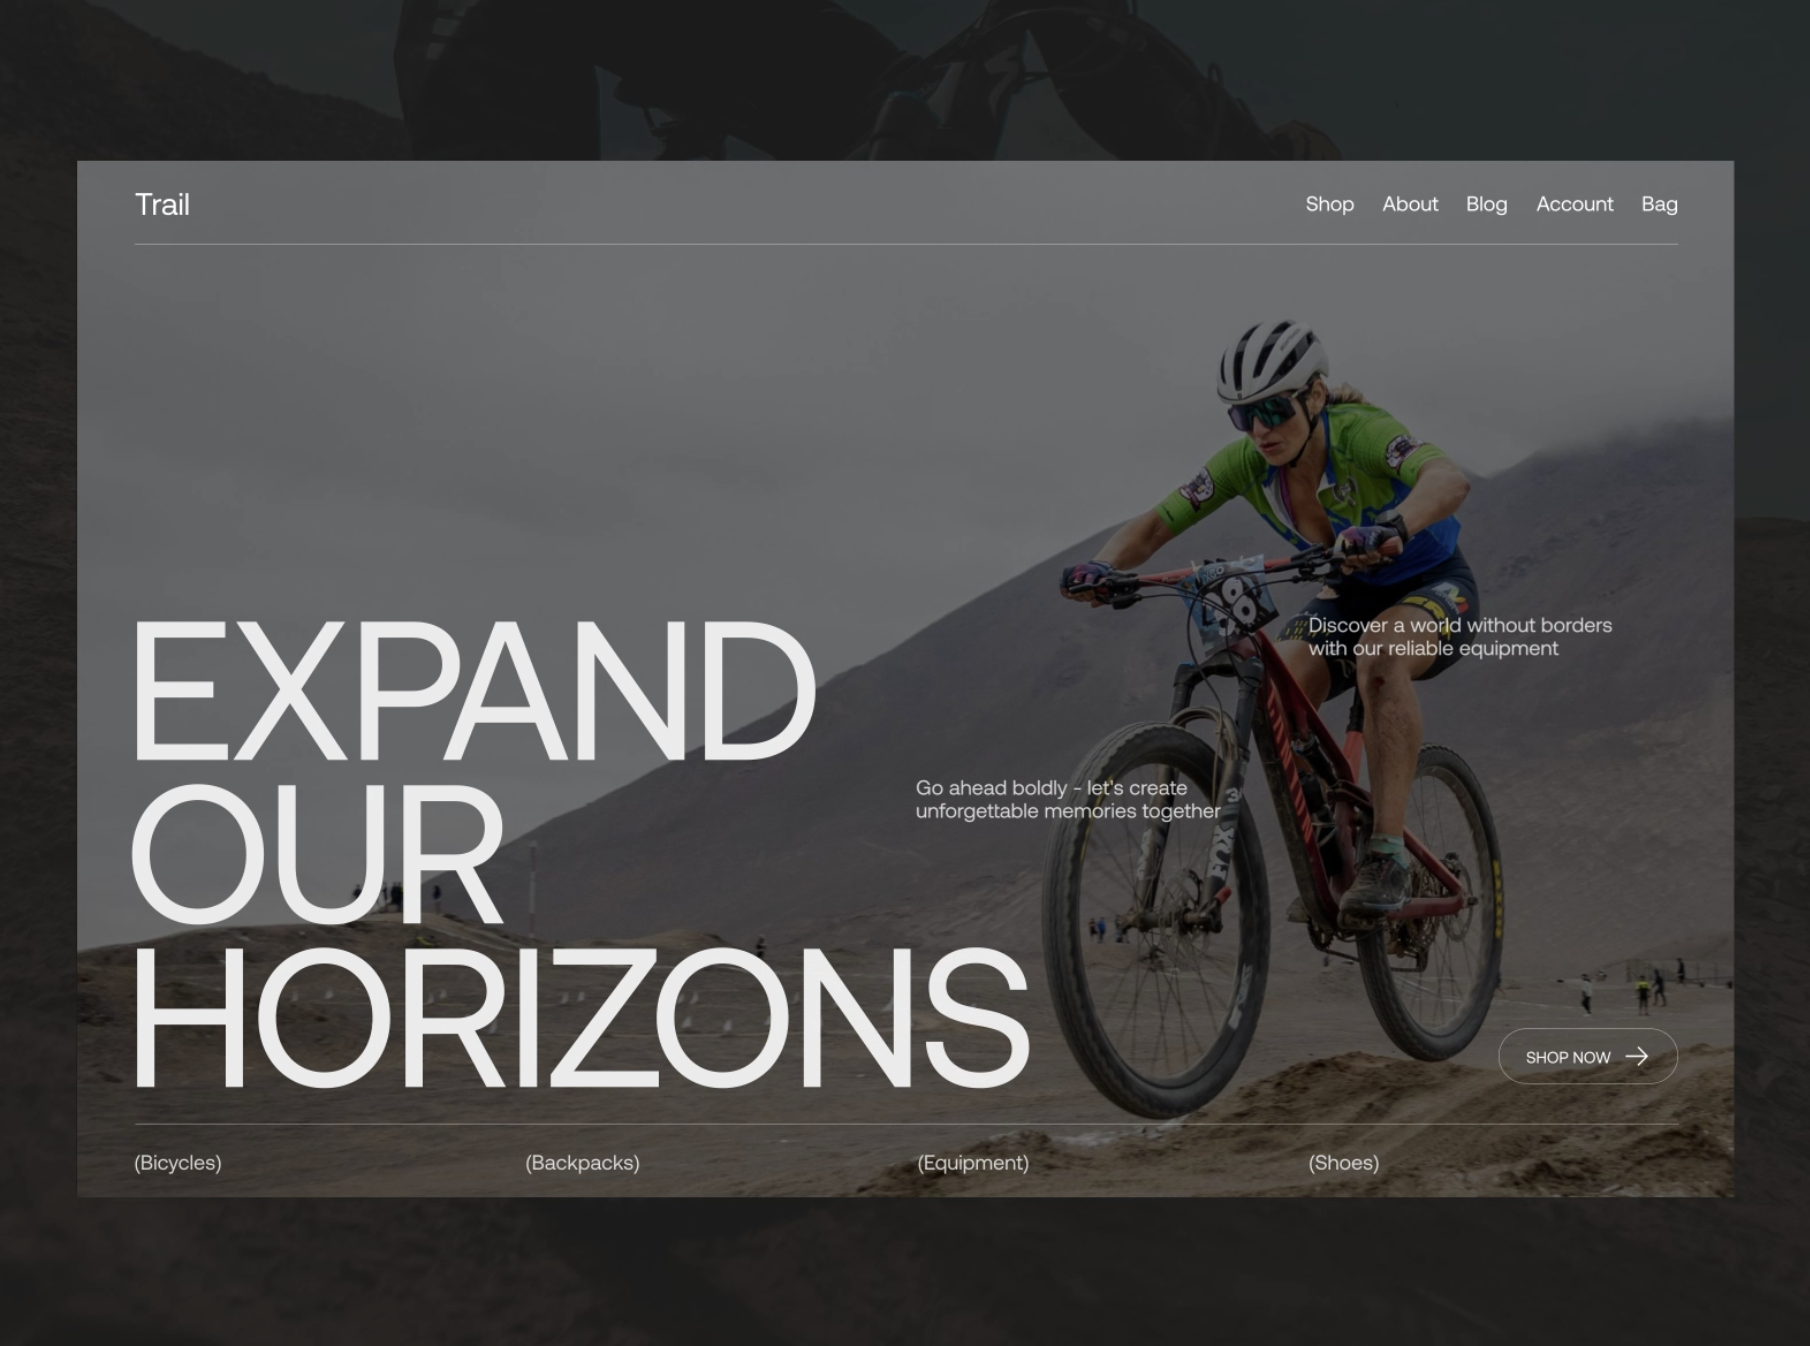 Trail
Shop About Blog Account Bag
EXPAND
OUR
HORIZONS
Discover a world without borders
with our reliable equipment
Go ahead boldly - let's create
unforgettable memories together
FOX
SHOP NOW
(Bicycles) (Backpacks) (Equipment) (Shoes)